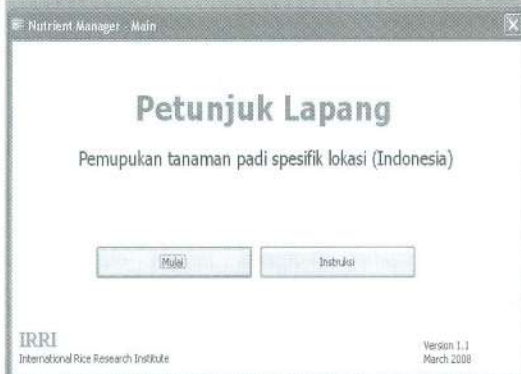 Nutrient Manager - Main
Petunjuk Lapang
Pemupukan tanaman padi spesifik lokasi (Indonesia)
Mulai
Instruksi
IRRI
International Rice Research Institute
Version 1.1
March 2008